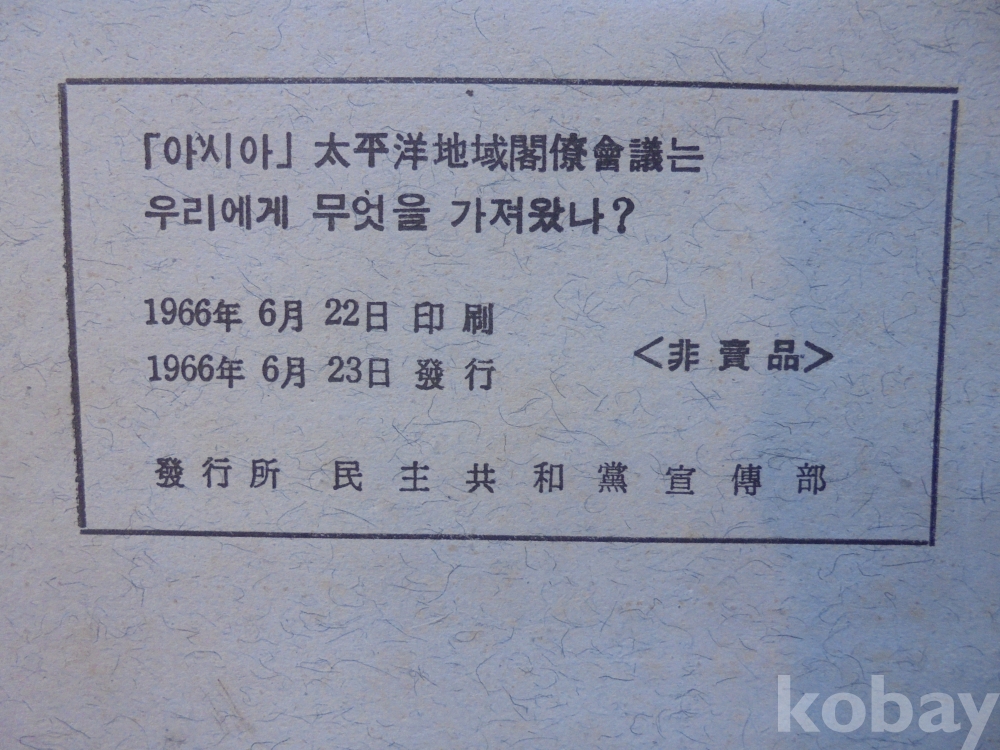 「아시아」 太平洋地域閣僚會議는
우리에게 무엇을 가져왔나?
1966年 6月 22日 印 刷
1966年 6月 23日 發 行
<非 賣 品>
發 行 所 民 主 共 和 黨 宣 傳 部
kobay